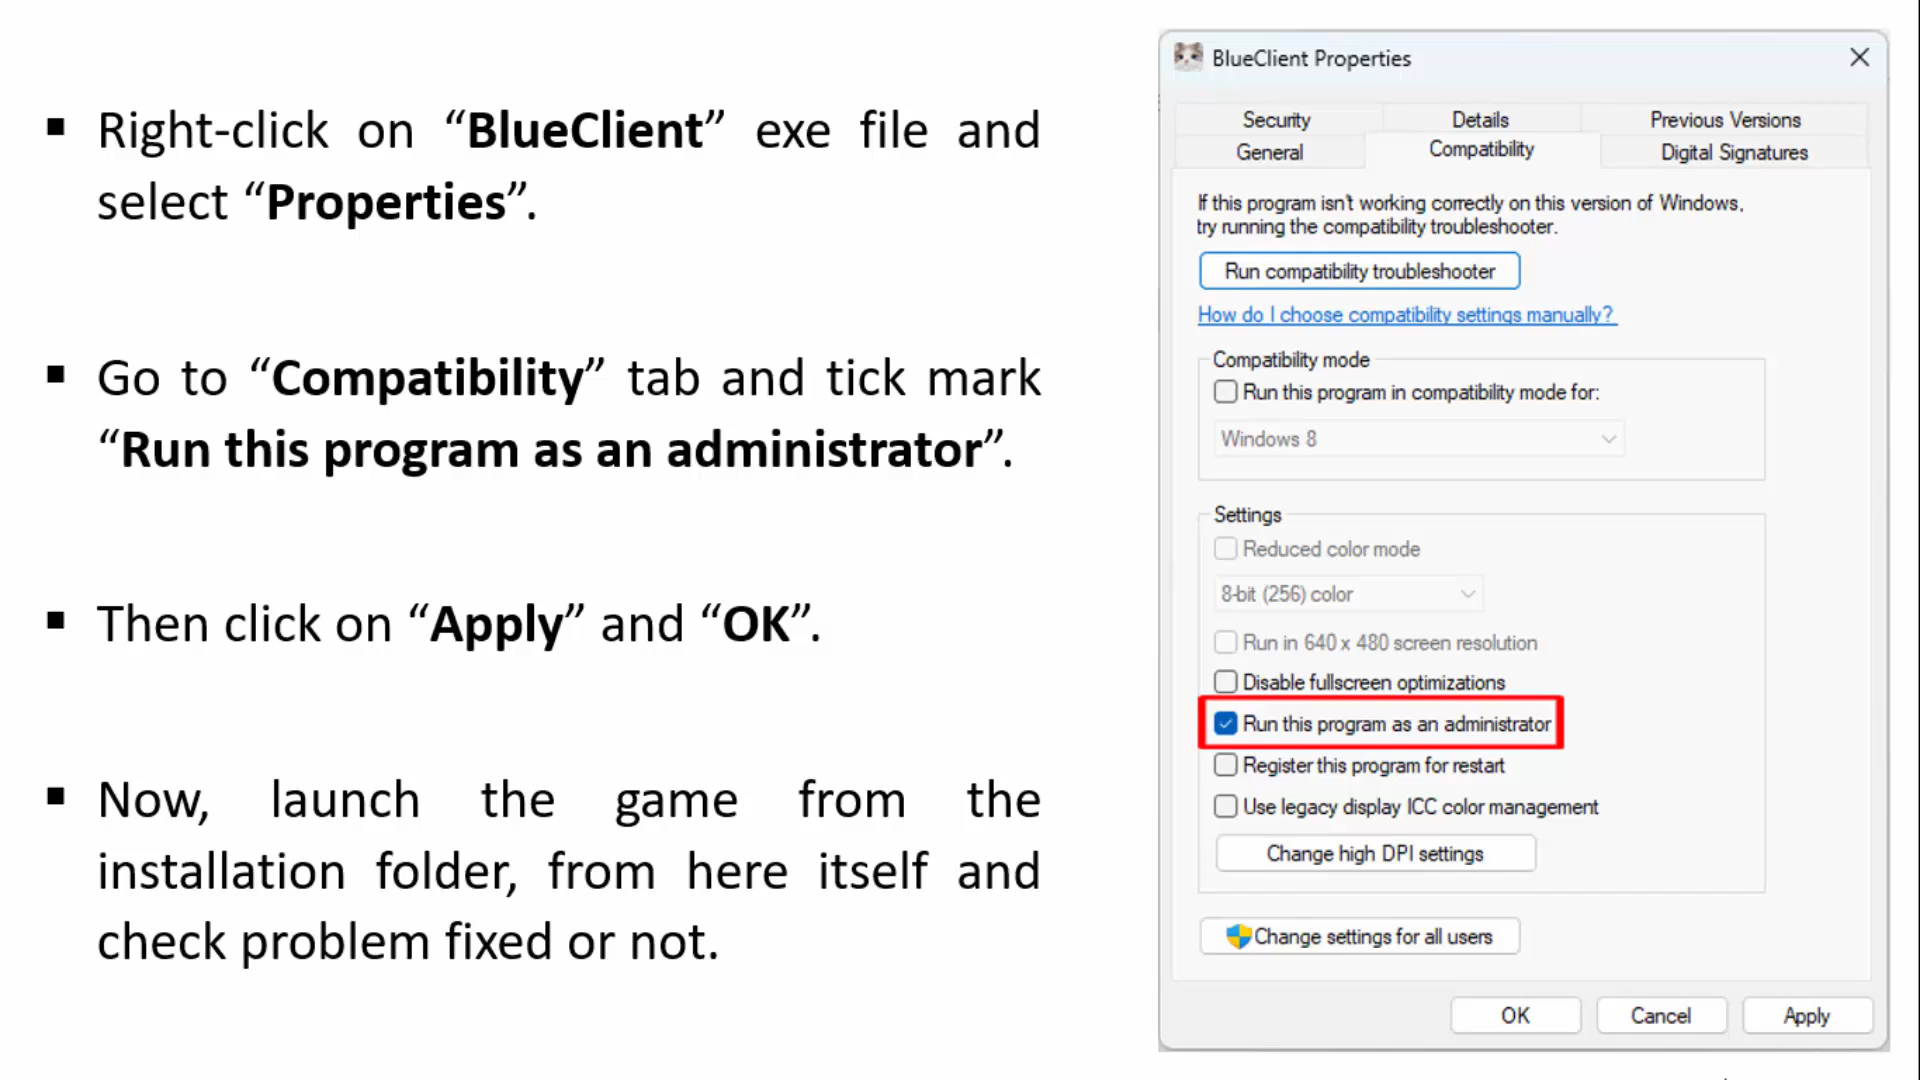 ▪ Right-click on “BlueClient” exe file and
select “Properties”.
▪ Go to “Compatibility” tab and tick mark
“Run this program as an administrator”.
▪ Then click on “Apply” and “OK”.
▪ Now, launch the game from the
installation folder, from here itself and
check problem fixed or not.
BlueClient Properties
Security Details Previous Versions
General Compatibility Digital Signatures
If this program isn't working correctly on this version of Windows,
try running the compatibility troubleshooter.
Run compatibility troubleshooter
How do I choose compatibility settings manually?
Compatibility mode
Run this program in compatibility mode for:
Windows 8
Settings
Reduced color mode
8-bit (256) color
Run in 640 x 480 screen resolution
Disable fullscreen optimizations
Run this program as an administrator
Register this program for restart
Use legacy display ICC color management
Change high DPI settings
Change settings for all users
OK Cancel Apply